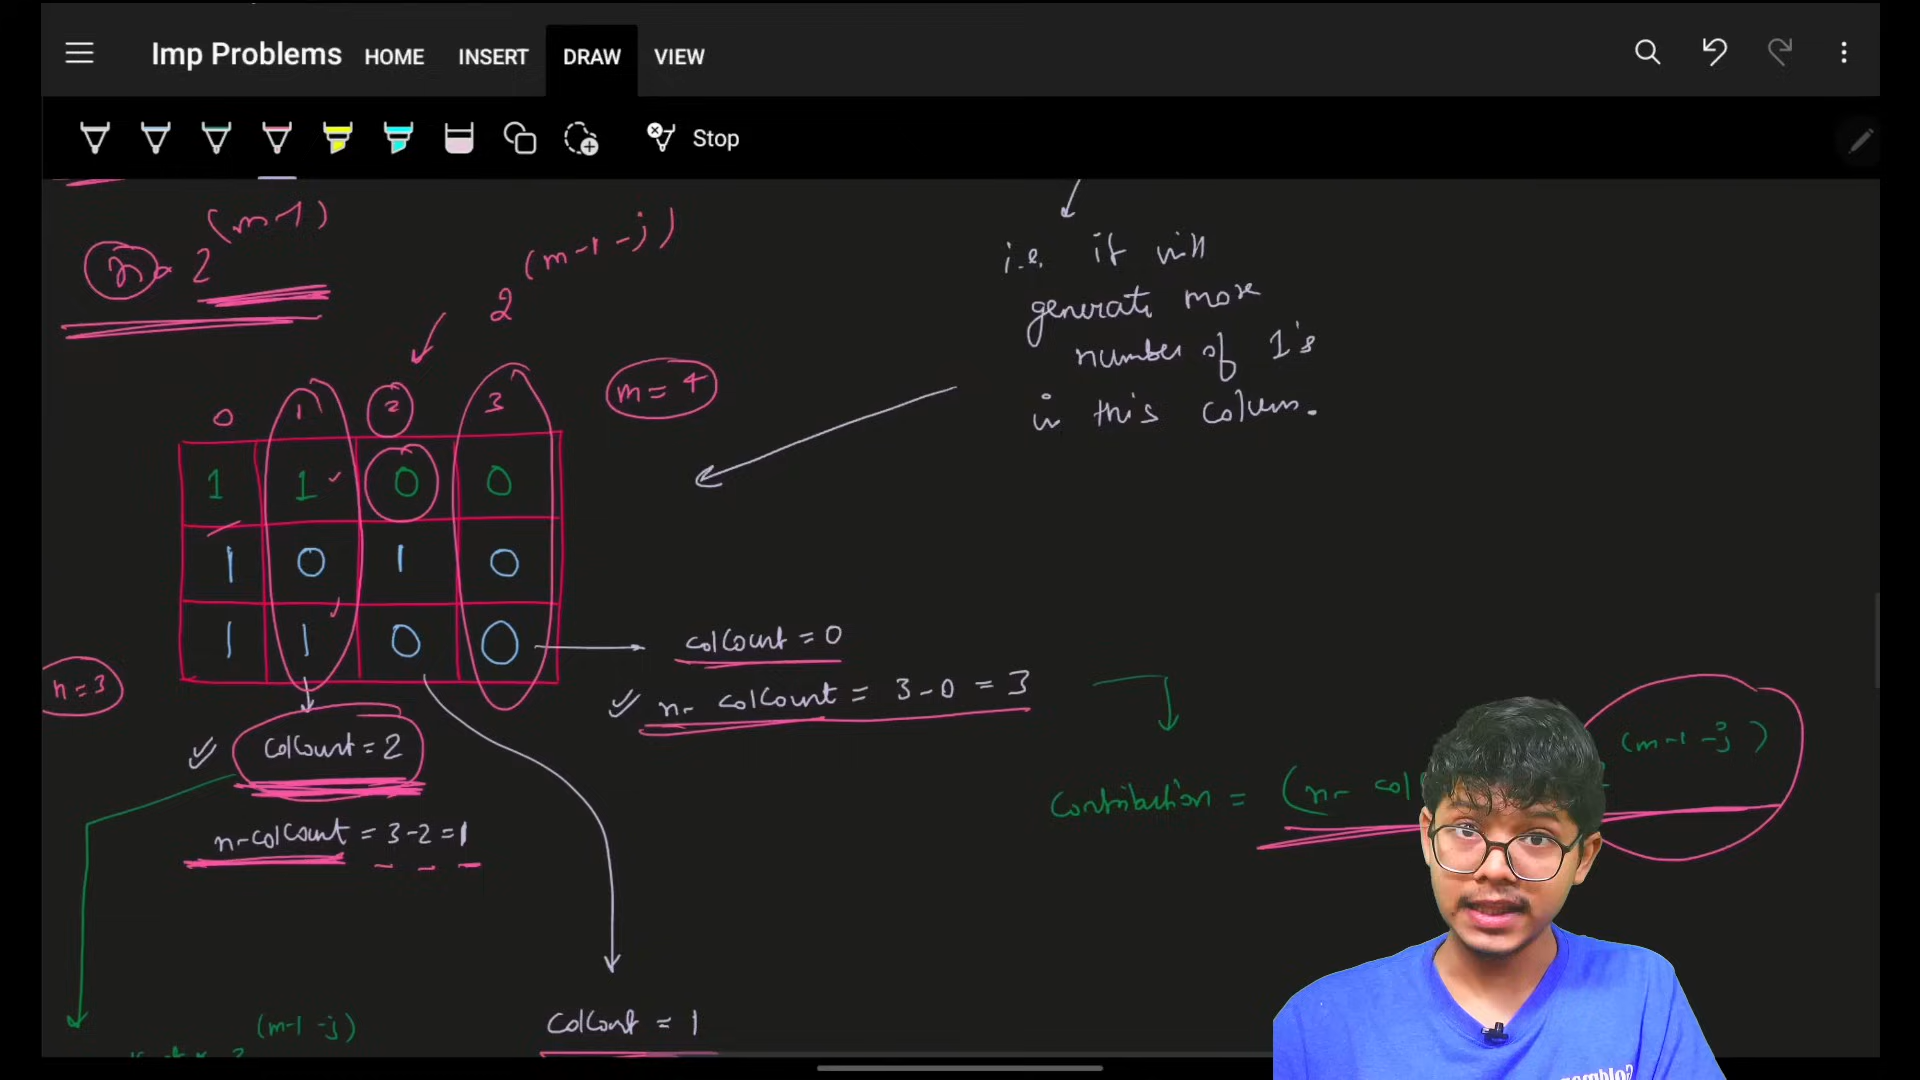 Imp Problems HOME INSERT DRAW VIEW
Stop
n × 2 (m-1)
2 (m-1-j)
i.e. it will
generate more
number of 1's
in this column.
m = 4
0 1 2 3
1 1 0 0
1 0 1 0
1 1 0 0
n = 3
colCount = 0
n- colCount = 3-0 = 3
colCount = 2
n-colCount = 3-2 = 1
Contribution = (n- col (m-1-j)
(m-1-j)
ColCount = 1